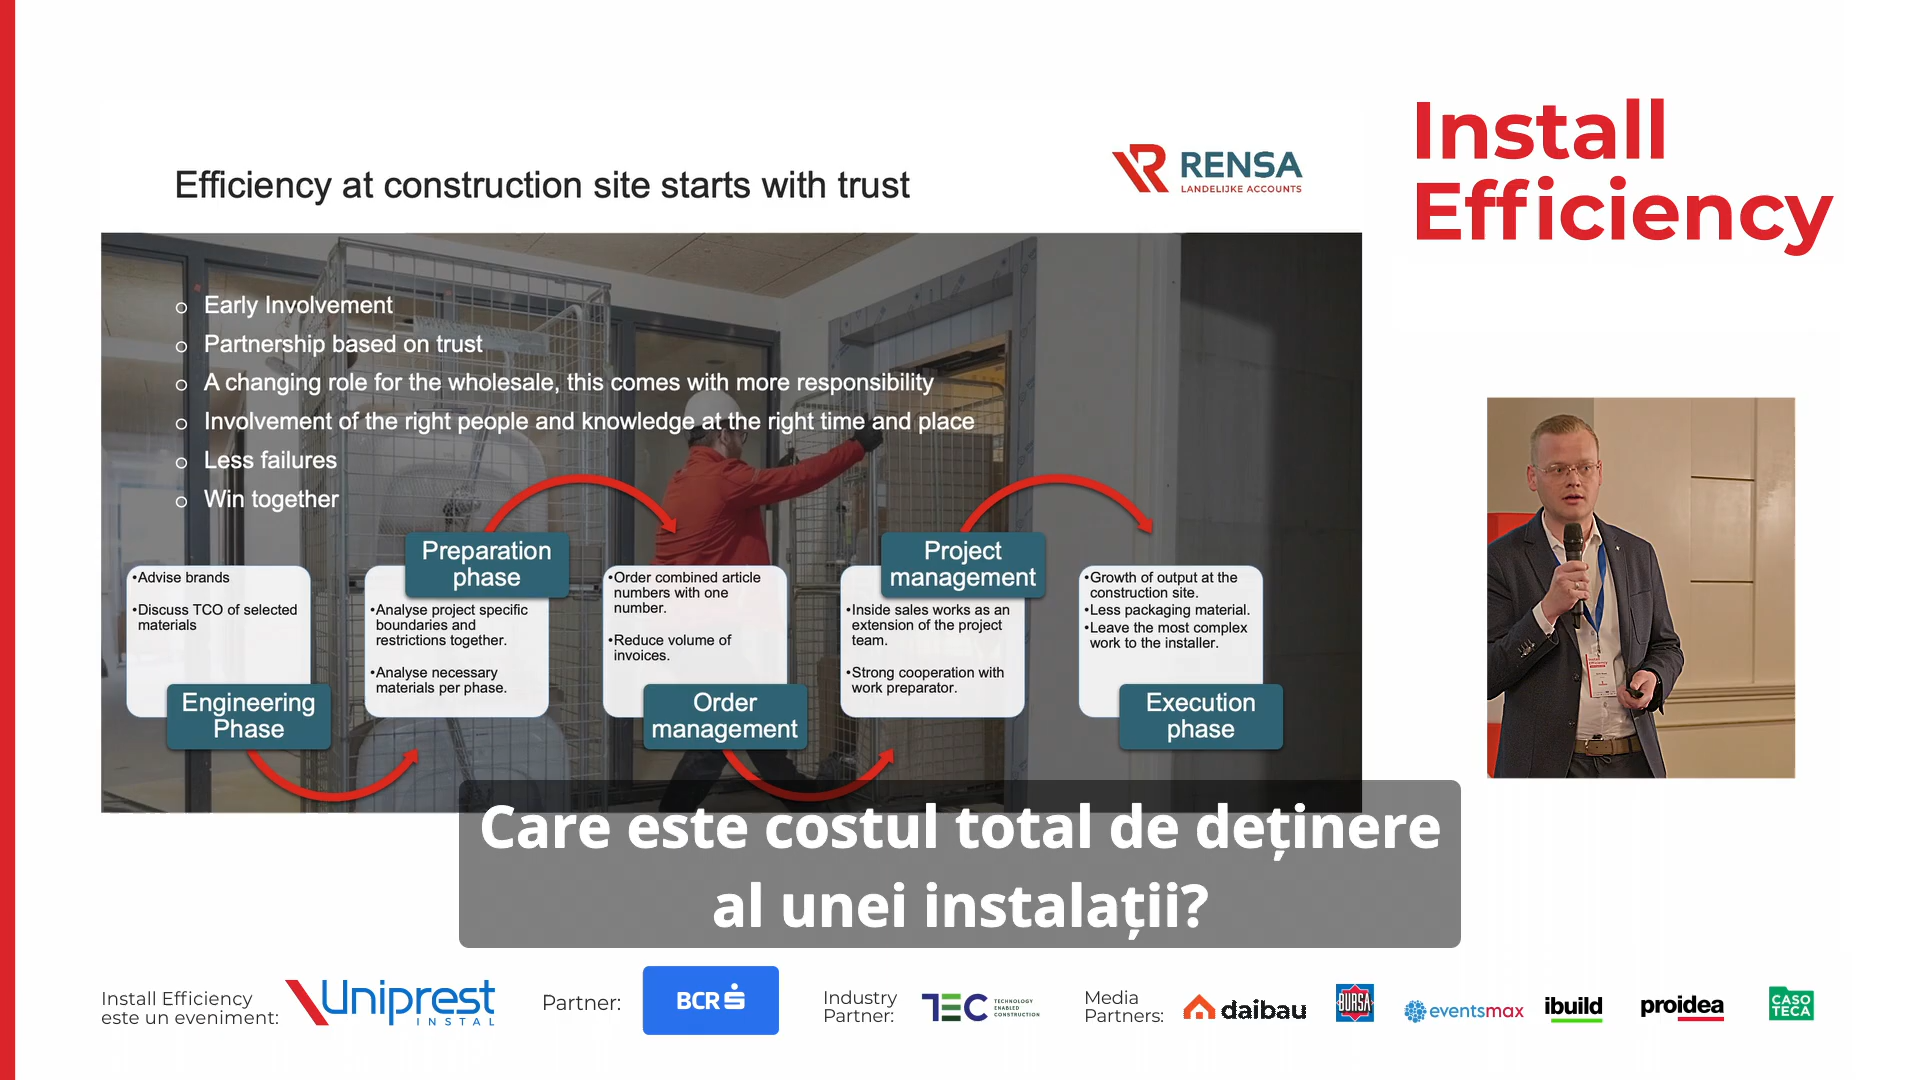 Install
Efficiency
Efficiency at construction site starts with trust
RENSA
LANDELIJKE ACCOUNTS
o Early Involvement
o Partnership based on trust
o A changing role for the wholesale, this comes with more responsibility
o Involvement of the right people and knowledge at the right time and place
o Less failures
o Win together
•Advise brands
•Discuss TCO of selected
materials
Engineering
Phase
Preparation
phase
•Analyse project specific
boundaries and
restrictions together.
•Analyse necessary
materials per phase.
•Order combined article
numbers with one
number.
•Reduce volume of
invoices.
Order
management
Project
management
•Inside sales works as an
extension of the project
team.
•Strong cooperation with
work preparator.
•Growth of output at the
construction site.
•Less packaging material.
•Leave the most complex
work to the installer.
Execution
phase
Care este costul total de deținere
al unei instalații?
Install Efficiency
este un eveniment:
Uniprest
INSTAL
Partner:
BCR
Industry
Partner:
TEC
TECHNOLOGY
ENABLED
CONSTRUCTION
Media
Partners:
daibau
BURSA
eventsmax
ibuild
proidea
CASO
TECA